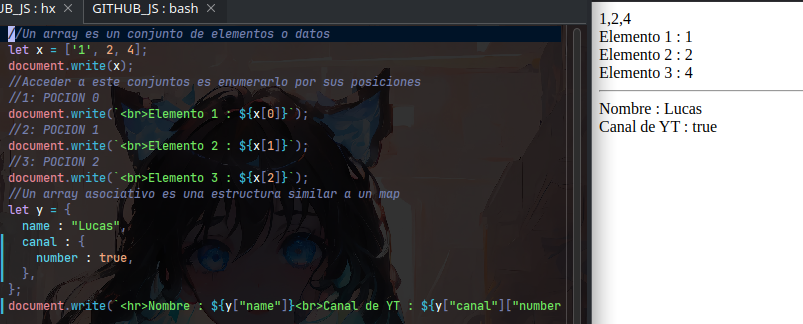 UB_JS : hx ✕ GITHUB_JS : bash ✕
//Un array es un conjunto de elementos o datos
let x = ['1', 2, 4];
document.write(x);
//Acceder a este conjuntos es enumerarlo por sus posiciones
//1: POCION 0
document.write(`<br>Elemento 1 : ${x[0]}`);
//2: POCION 1
document.write(`<br>Elemento 2 : ${x[1]}`);
//3: POCION 2
document.write(`<br>Elemento 3 : ${x[2]}`);
//Un array asociativo es una estructura similar a un map
let y = {
name : "Lucas",
canal : {
number : true,
},
};
document.write(`<hr>Nombre : ${y["name"]}<br>Canal de YT : ${y["canal"]["number
1,2,4
Elemento 1 : 1
Elemento 2 : 2
Elemento 3 : 4
Nombre : Lucas
Canal de YT : true